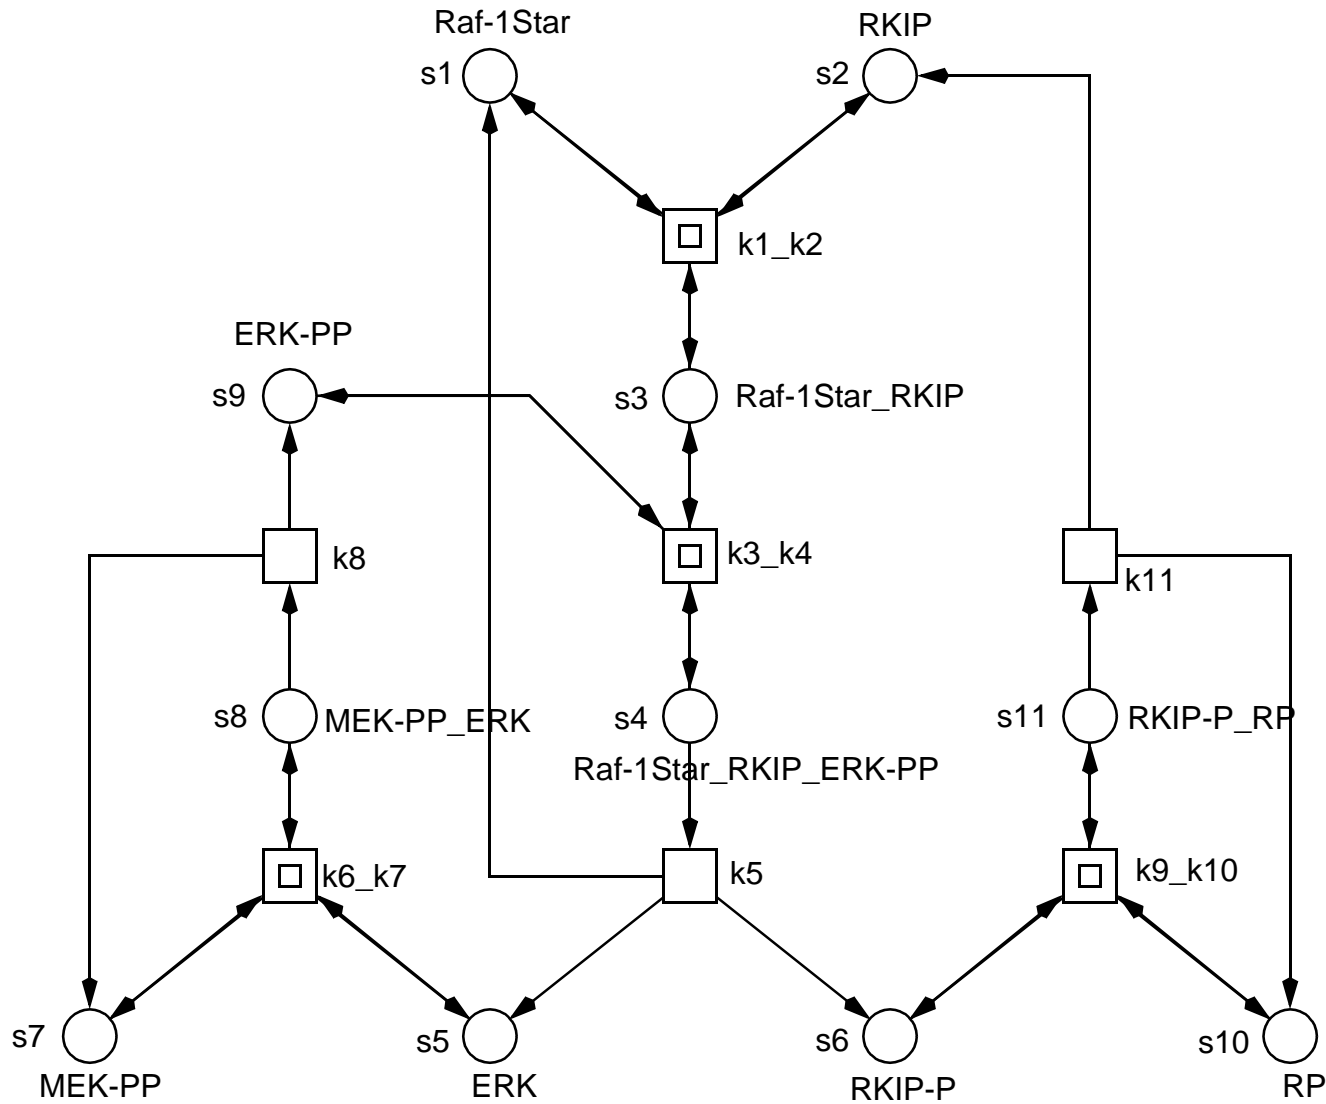 Raf-1Star
RKIP
s1
s2
k1_k2
ERK-PP
s9
s3
Raf-1Star_RKIP
k8
k3_k4
k11
s8
MEK-PP_ERK
s4
s11
RKIP-P_RP
Raf-1Star_RKIP_ERK-PP
k6_k7
k5
k9_k10
s7
s5
s6
s10
MEK-PP
ERK
RKIP-P
RP